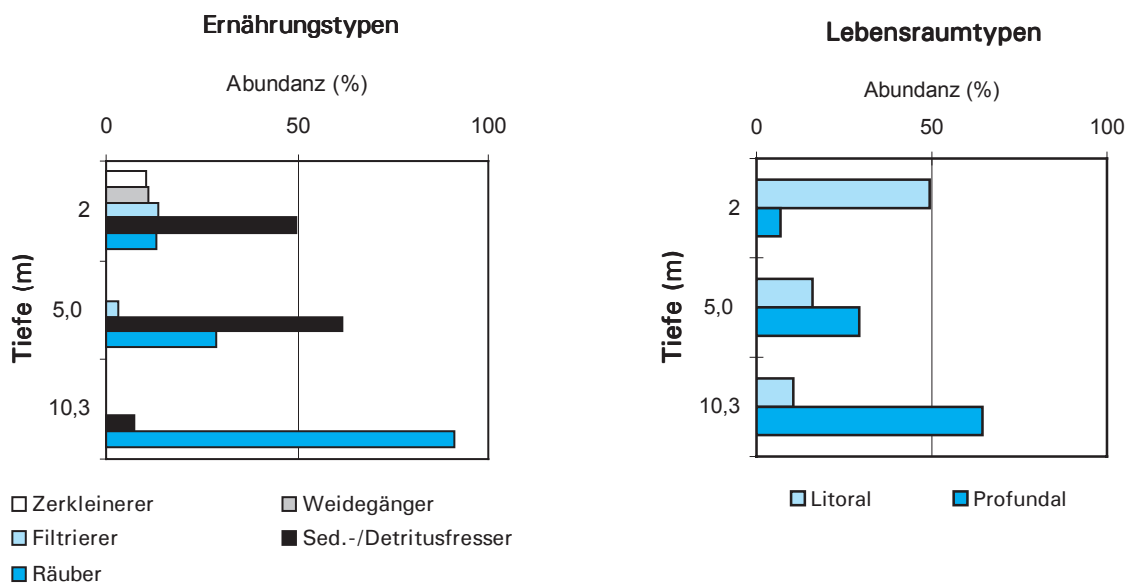 Ernährungstypen
Abundanz (%)
0 50 100
Tiefe (m)
2
5,0
10,3
Zerkleinerer Weidegänger
Filtrierer Sed.-/Detritusfresser
Räuber
Lebensraumtypen
Abundanz (%)
0 50 100
Tiefe (m)
2
5,0
10,3
Litoral Profundal